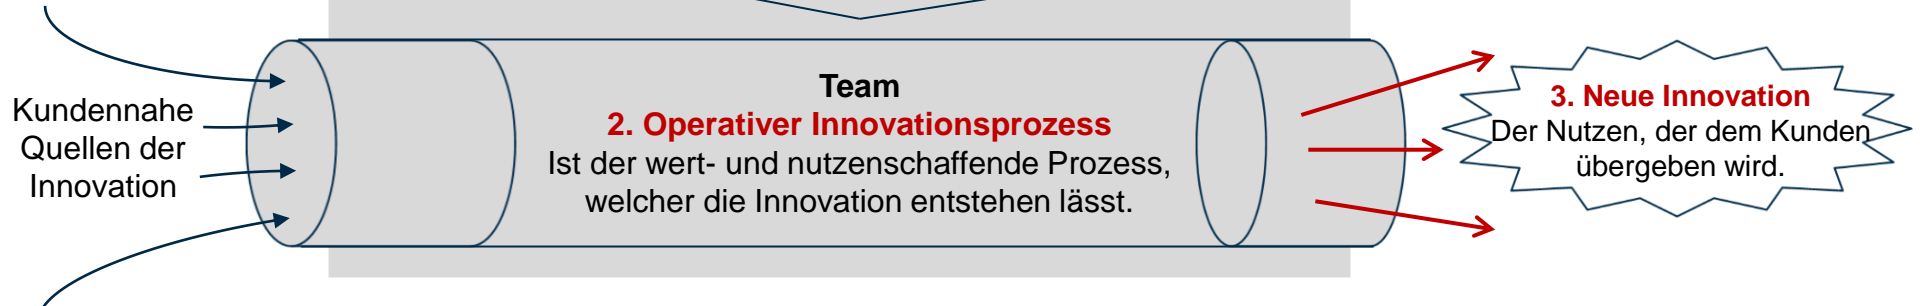 Kundennahe
Quellen der
Innovation
Team
2. Operativer Innovationsprozess
Ist der wert- und nutzenschaffende Prozess,
welcher die Innovation entstehen lässt.
3. Neue Innovation
Der Nutzen, der dem Kunden
übergeben wird.